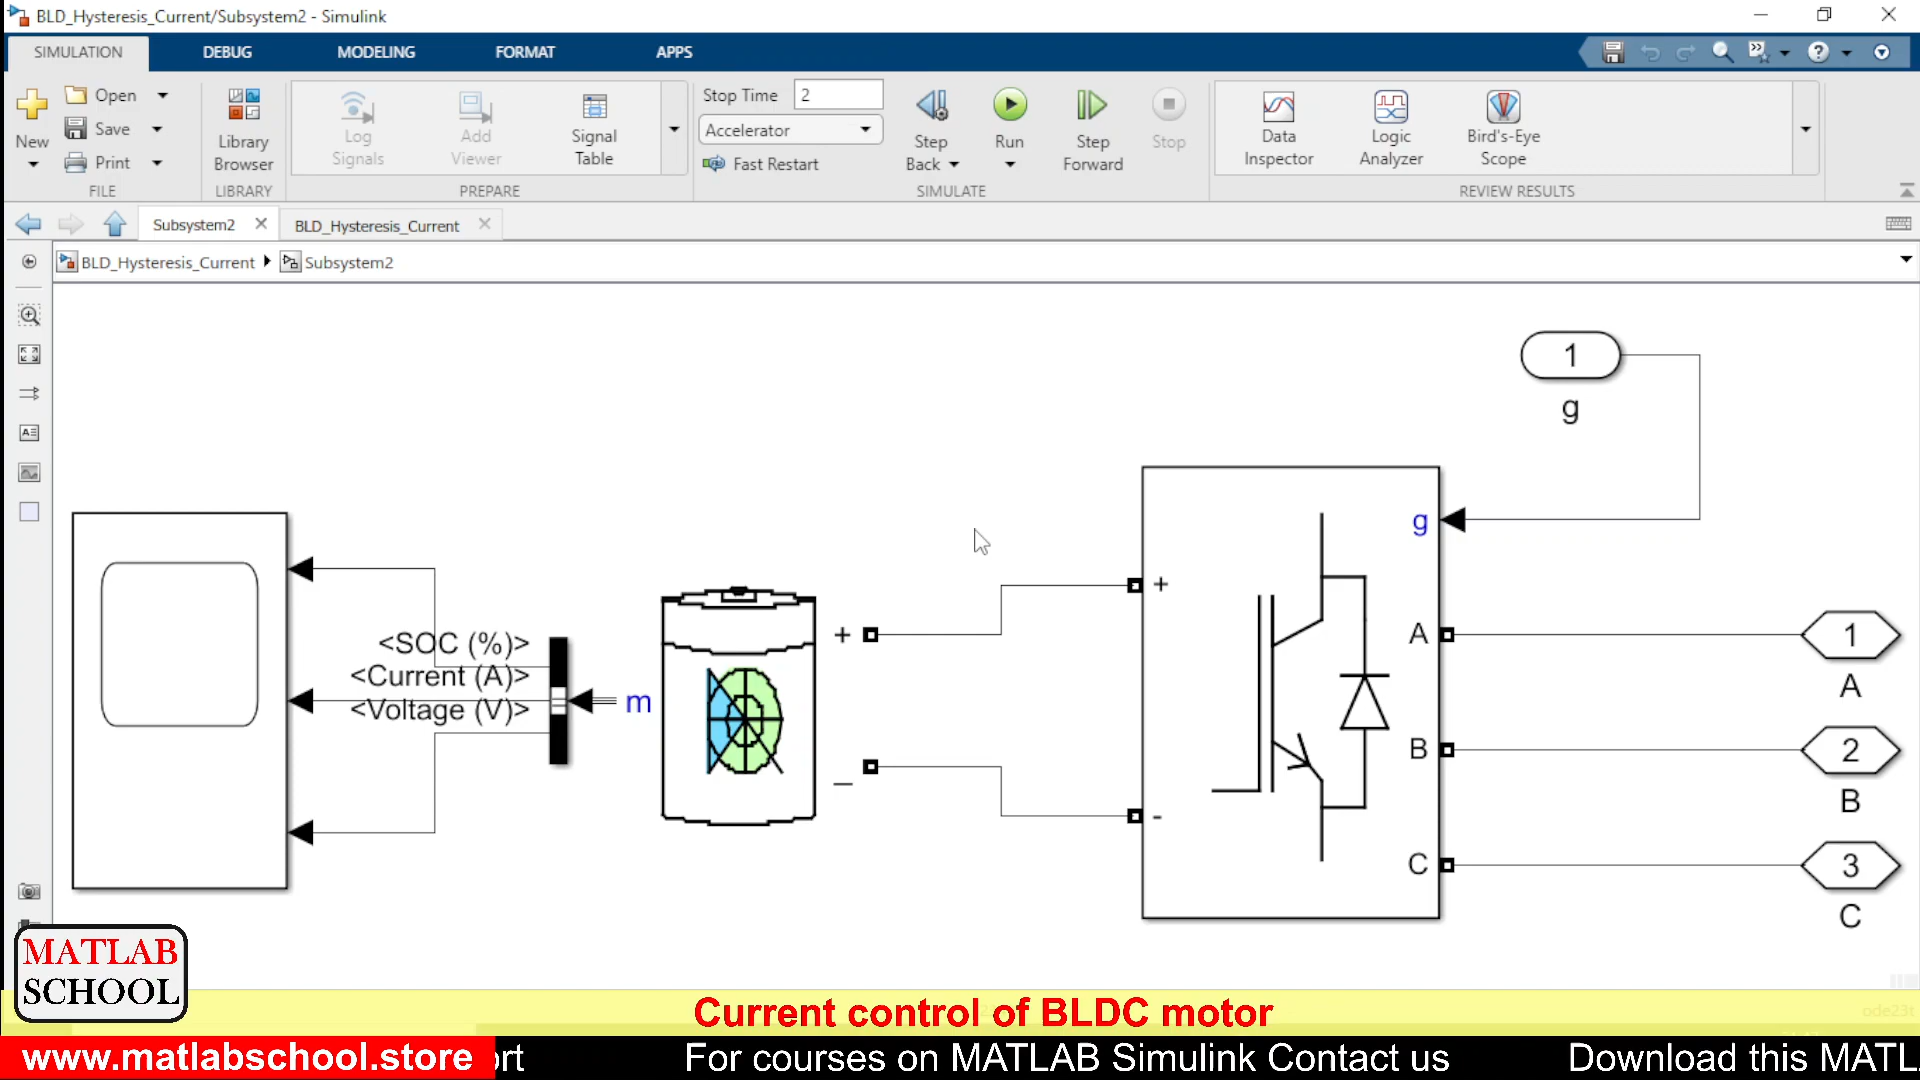 BLD_Hysteresis_Current/Subsystem2 - Simulink
SIMULATION DEBUG MODELING FORMAT APPS
New
Open
Save
Print
FILE
Library Browser
LIBRARY
Log Signals
Add Viewer
Signal Table
PREPARE
Stop Time 2
Accelerator
Fast Restart
Step Back
Run
Step Forward
Stop
SIMULATE
Data Inspector
Logic Analyzer
Bird's-Eye Scope
REVIEW RESULTS
Subsystem2 BLD_Hysteresis_Current
BLD_Hysteresis_Current Subsystem2
1
g
g
<SOC (%)>
<Current (A)>
<Voltage (V)>
m
+
_
+
-
A
B
C
1
A
2
B
3
C
MATLAB
SCHOOL
Current control of BLDC motor
ode23t
www.matlabschool.store
rt For courses on MATLAB Simulink Contact us Download this MATL